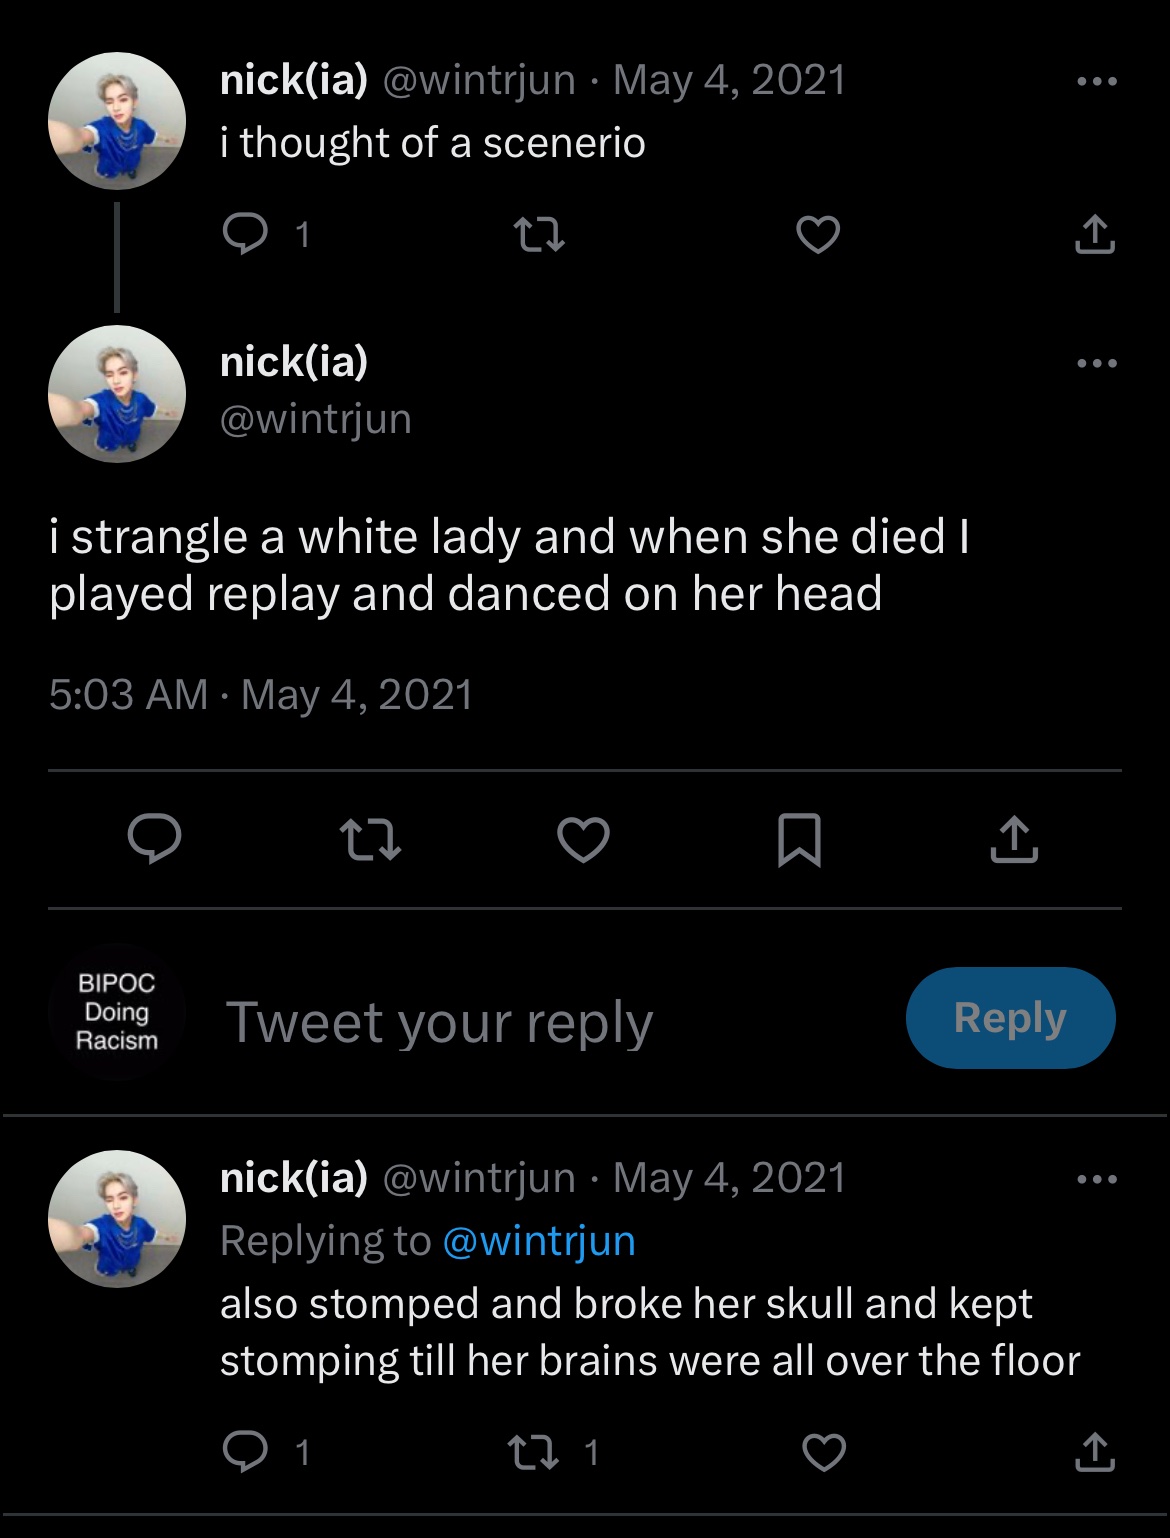 nick(ia) @wintrjun · May 4, 2021
i thought of a scenerio
1
nick(ia)
@wintrjun
i strangle a white lady and when she died I
played replay and danced on her head
5:03 AM · May 4, 2021
BIPOC
Doing
Racism
Tweet your reply
Reply
nick(ia) @wintrjun · May 4, 2021
Replying to @wintrjun
also stomped and broke her skull and kept
stomping till her brains were all over the floor
1 1